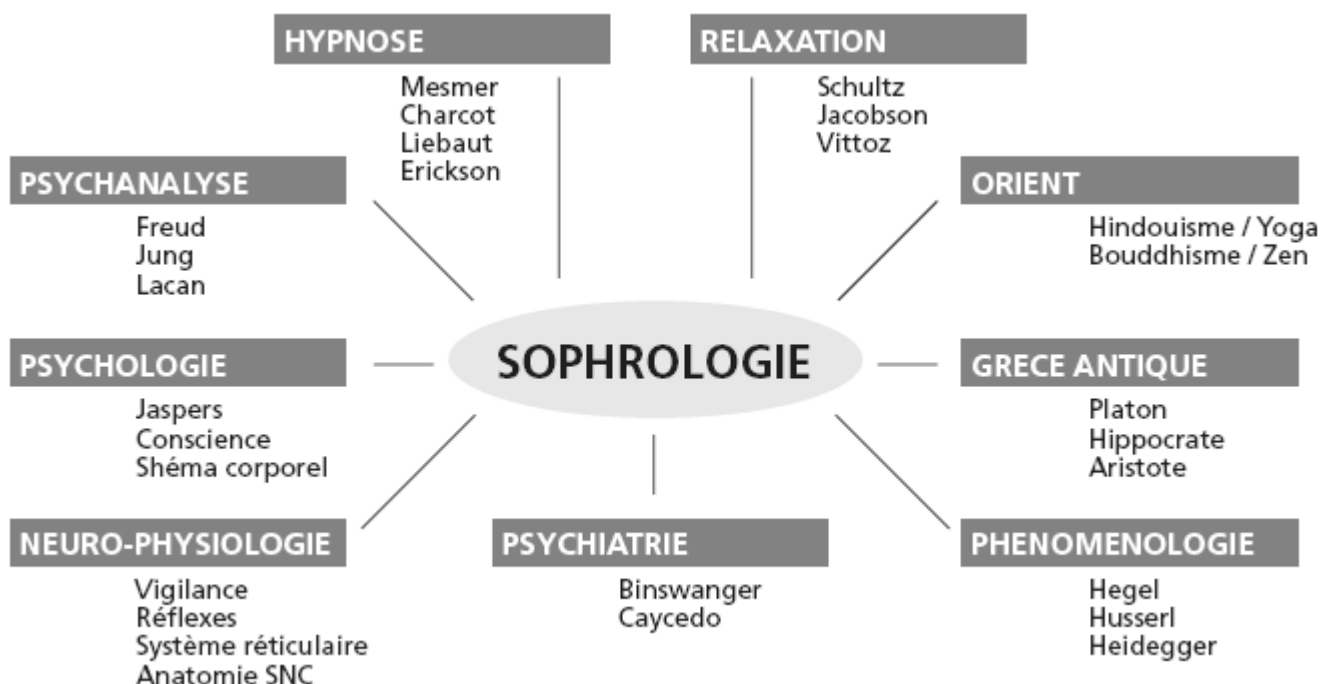 HYPNOSE
Mesmer
Charcot
Liebaut
Erickson
RELAXATION
Schultz
Jacobson
Vittoz
PSYCHANALYSE
Freud
Jung
Lacan
ORIENT
Hindouisme / Yoga
Bouddhisme / Zen
SOPHROLOGIE
PSYCHOLOGIE
Jaspers
Conscience
Shéma corporel
GRECE ANTIQUE
Platon
Hippocrate
Aristote
NEURO-PHYSIOLOGIE
Vigilance
Réflexes
Système réticulaire
Anatomie SNC
PSYCHIATRIE
Binswanger
Caycedo
PHENOMENOLOGIE
Hegel
Husserl
Heidegger